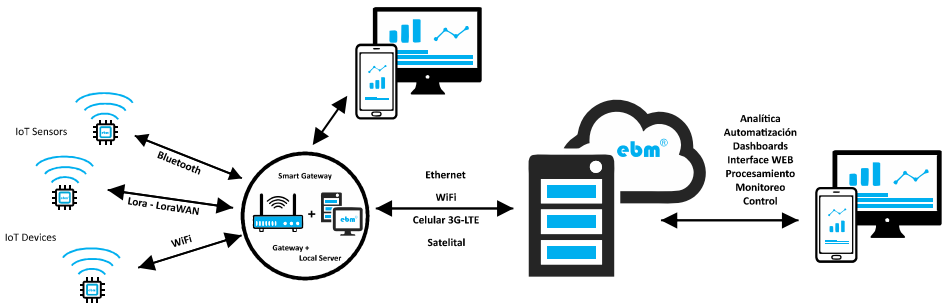 IoT Sensors
IoT Devices
Bluetooth
Lora - LoraWAN
WiFi
Smart Gateway
+
ebm®
Gateway +
Local Server
Ethernet
WiFi
Celular 3G-LTE
Satelital
ebm®
Analítica
Automatización
Dashboards
Interface WEB
Procesamiento
Monitoreo
Control